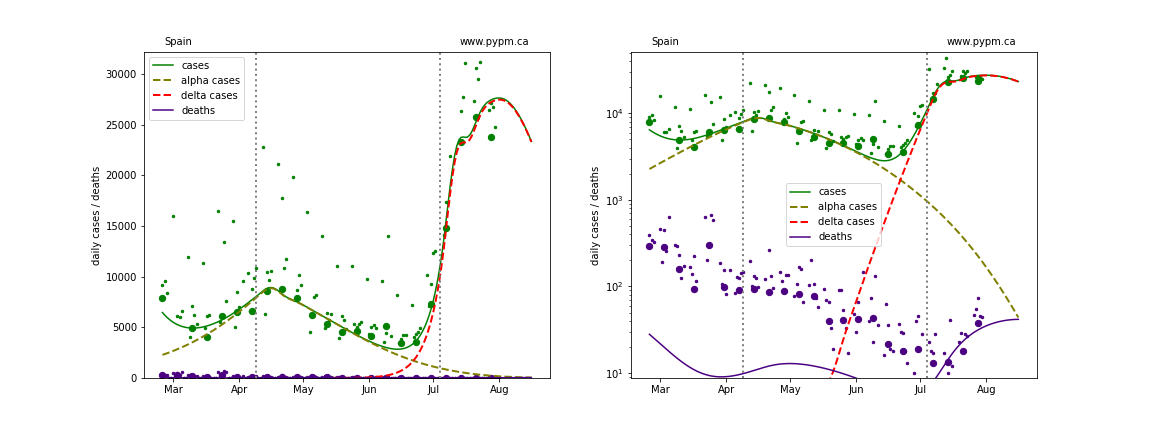 Spain www.pypm.ca
cases
alpha cases
delta cases
deaths
daily cases / deaths
30000
25000
20000
15000
10000
5000
0
Mar Apr May Jun Jul Aug
Spain www.pypm.ca
cases
alpha cases
delta cases
deaths
daily cases / deaths
10⁴
10³
10²
10¹
Mar Apr May Jun Jul Aug